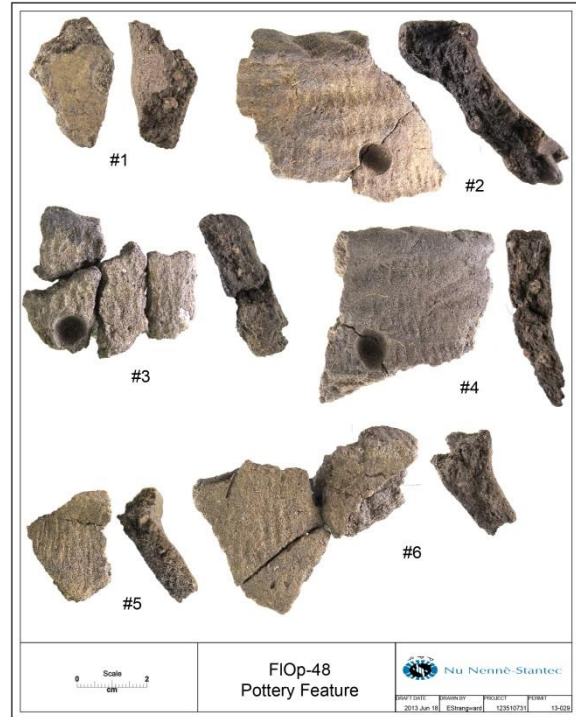 #1
#2
#3
#4
#5
#6
Scale
0 2
cm
FIOp-48
Pottery Feature
Nu Nennè-Stantec
DRAFT DATE
2013 Jun 18
DRAWN BY
EStrangward
PROJECT
123510731
PERMIT
13-029